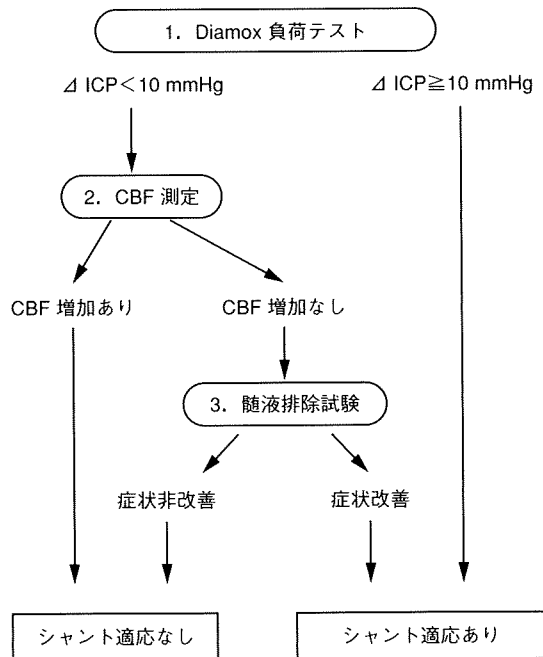 1. Diamox 負荷テスト
⊿ ICP＜10 mmHg
⊿ ICP≧10 mmHg
2. CBF 測定
CBF 増加あり
CBF 増加なし
3. 髄液排除試験
症状非改善
症状改善
シャント適応なし
シャント適応あり